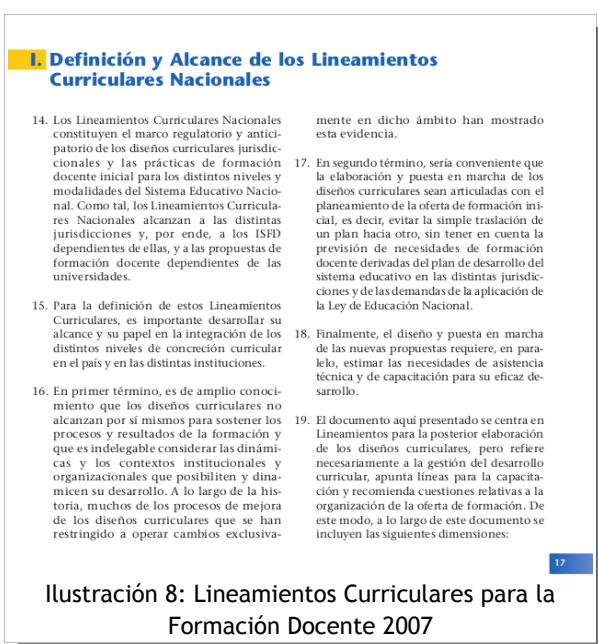 I. Definición y Alcance de los Lineamientos
Curriculares Nacionales
14. Los Lineamientos Curriculares Nacionales
constituyen el marco regulatorio y antici-
patorio de los diseños curriculares jurisdic-
cionales y las prácticas de formación
docente inicial para los distintos niveles y
modalidades del Sistema Educativo Nacio-
nal. Como tal, los Lineamientos Curricula-
res Nacionales alcanzan a las distintas
jurisdicciones y, por ende, a los ISFD
dependientes de ellas, y a las propuestas de
formación docente dependientes de las
universidades.
15. Para la definición de estos Lineamientos
Curriculares, es importante desarrollar su
alcance y su papel en la integración de los
distintos niveles de concreción curricular
en el país y en las distintas instituciones.
16. En primer término, es de amplio conoci-
miento que los diseños curriculares no
alcanzan por sí mismos para sostener los
procesos y resultados de la formación y
que es indelegable considerar las dinámi-
cas y los contextos institucionales y
organizacionales que posibiliten y dina-
micen su desarrollo. A lo largo de la his-
toria, muchos de los procesos de mejora
de los diseños curriculares que se han
restringido a operar cambios exclusiva-
mente en dicho ámbito han mostrado
esta evidencia.
17. En segundo término, sería conveniente que
la elaboración y puesta en marcha de los
diseños curriculares sean articuladas con el
planeamiento de la oferta de formación ini-
cial, es decir, evitar la simple traslación de
un plan hacia otro, sin tener en cuenta la
previsión de necesidades de formación
docente derivadas del plan de desarrollo del
sistema educativo en las distintas jurisdic-
ciones y de las demandas de la aplicación de
la Ley de Educación Nacional.
18. Finalmente, el diseño y puesta en marcha
de las nuevas propuestas requiere, en para-
lelo, estimar las necesidades de asistencia
técnica y de capacitación para su eficaz de-
sarrollo.
19. El documento aquí presentado se centra en
Lineamientos para la posterior elaboración
de los diseños curriculares, pero refiere
necesariamente a la gestión del desarrollo
curricular, apunta líneas para la capacita-
ción y recomienda cuestiones relativas a la
organización de la oferta de formación. De
este modo, a lo largo de este documento se
incluyen las siguientes dimensiones:
17
Ilustración 8: Lineamientos Curriculares para la
Formación Docente 2007